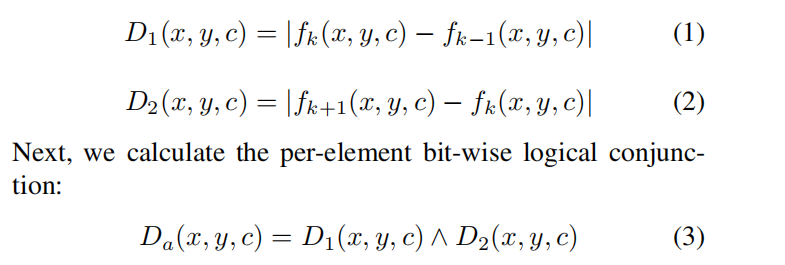 D₁(x, y, c) = |fₖ(x, y, c) − fₖ₋₁(x, y, c)| (1)
D₂(x, y, c) = |fₖ₊₁(x, y, c) − fₖ(x, y, c)| (2)
Next, we calculate the per-element bit-wise logical conjunc-
tion:
Dₐ(x, y, c) = D₁(x, y, c) ∧ D₂(x, y, c) (3)